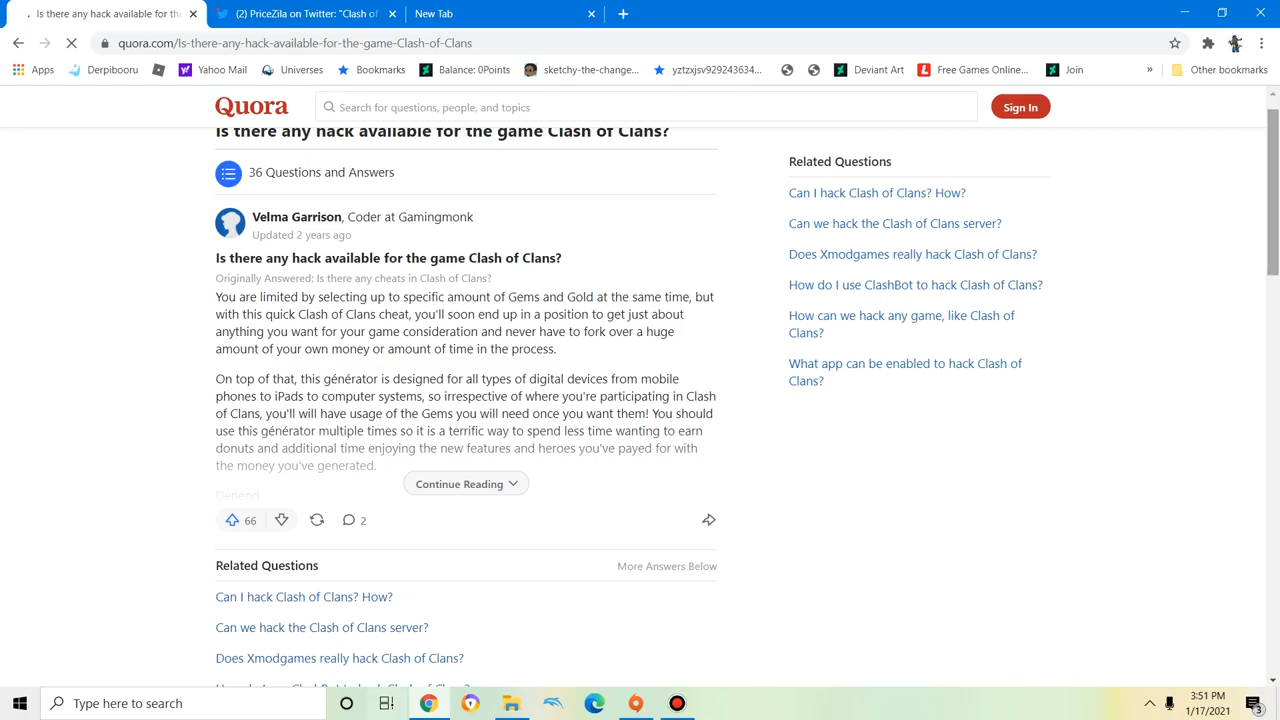 Is there any hack available for the
(2) PriceZila on Twitter: "Clash of
New Tab
quora.com/Is-there-any-hack-available-for-the-game-Clash-of-Clans
Apps
Derpibooru
Yahoo Mail
Universes
Bookmarks
Balance: 0Points
sketchy-the-change...
yztzxjsv929243634...
Deviant Art
Free Games Online...
Join
»
Other bookmarks
Quora
Search for questions, people, and topics
Sign In
Is there any hack available for the game Clash of Clans?
36 Questions and Answers
Velma Garrison, Coder at Gamingmonk
Updated 2 years ago
Is there any hack available for the game Clash of Clans?
Originally Answered: Is there any cheats in Clash of Clans?
You are limited by selecting up to specific amount of Gems and Gold at the same time, but
with this quick Clash of Clans cheat, you'll soon end up in a position to get just about
anything you want for your game consideration and never have to fork over a huge
amount of your own money or amount of time in the process.
On top of that, this générator is designed for all types of digital devices from mobile
phones to iPads to computer systems, so irrespective of where you're participating in Clash
of Clans, you'll will have usage of the Gems you will need once you want them! You should
use this générator multiple times so it is a terrific way to spend less time wanting to earn
donuts and additional time enjoying the new features and heroes you've payed for with
the money you've generated.
Depend
Continue Reading
66
2
Related Questions
More Answers Below
Can I hack Clash of Clans? How?
Can we hack the Clash of Clans server?
Does Xmodgames really hack Clash of Clans?
Related Questions
Can I hack Clash of Clans? How?
Can we hack the Clash of Clans server?
Does Xmodgames really hack Clash of Clans?
How do I use ClashBot to hack Clash of Clans?
How can we hack any game, like Clash of
Clans?
What app can be enabled to hack Clash of
Clans?
Type here to search
3:51 PM
1/17/2021
3